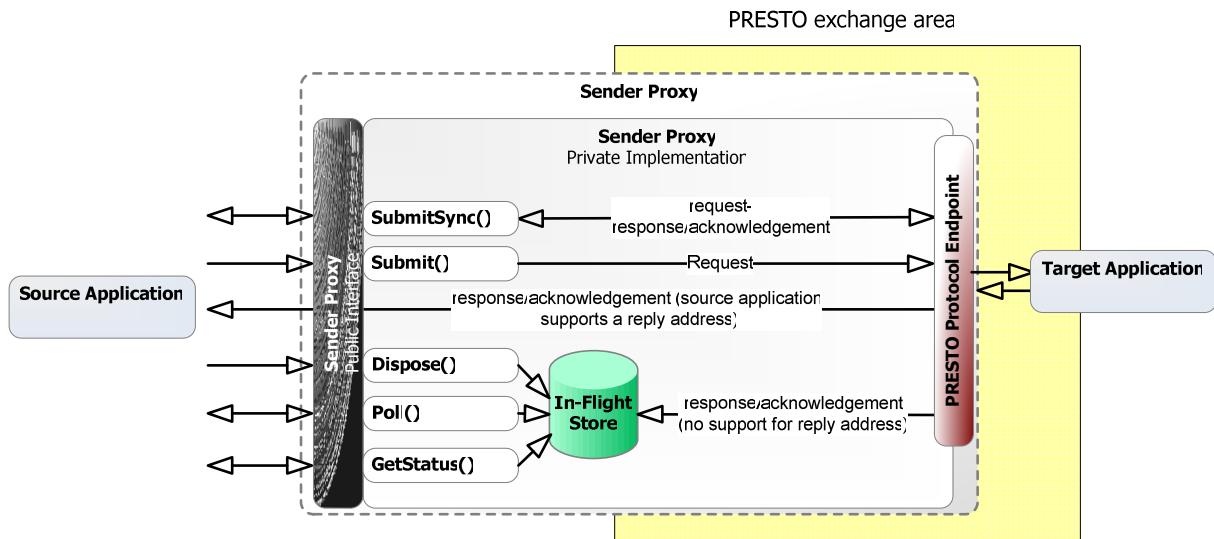 PRESTO exchange area
Sender Proxy
Sender Proxy
Private Implementation
Sender Proxy
Public Interface
SubmitSync()
request-
response/acknowledgement
Submit()
Request
PRESTO Protocol Endpoint
Source Application
Target Application
response/acknowledgement (source application
supports a reply address)
Dispose()
Poll()
GetStatus()
In-Flight
Store
response/acknowledgement
(no support for reply address)